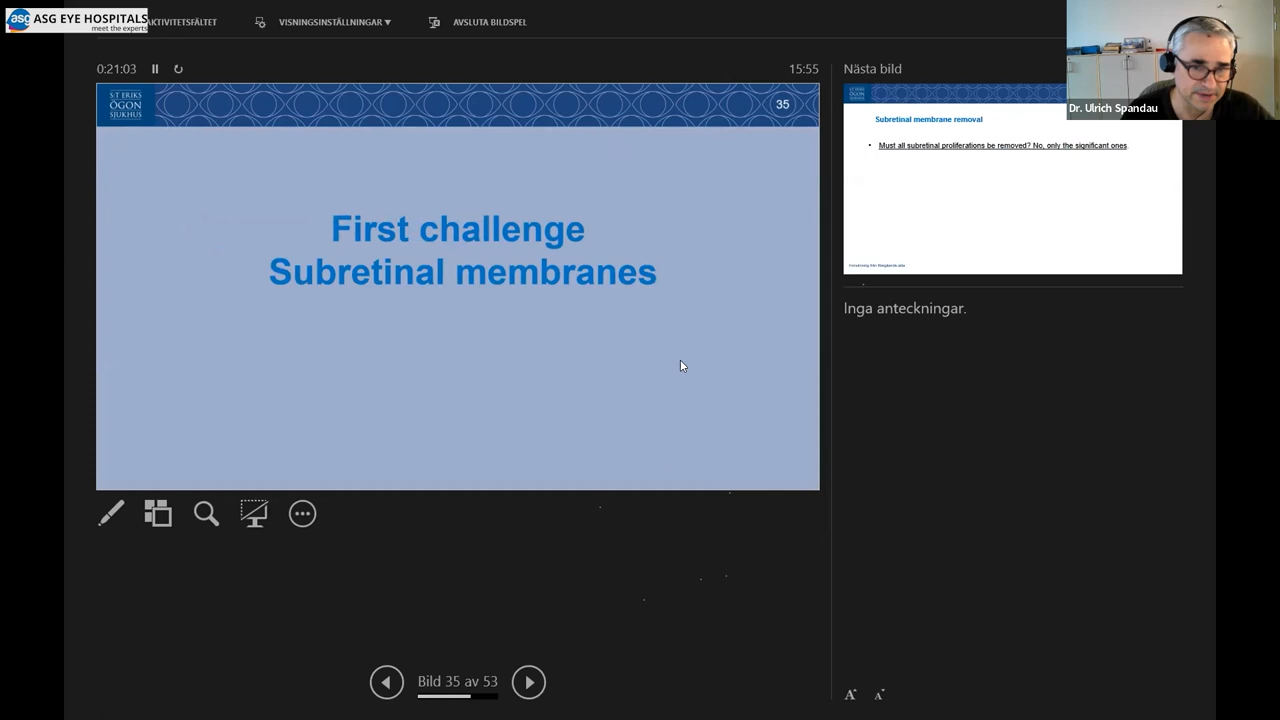 ASG EYE HOSPITALS
meet the experts
AKTIVITETSFÄLTET
VISNINGSINSTÄLLNINGAR
AVSLUTA BILDSPEL
0:21:03
15:55
Nästa bild
S:T ERIKS
ÖGON
SJUKHUS
35
First challenge
Subretinal membranes
Subretinal membrane removal
• Must all subretinal proliferations be removed? No, only the significant ones.
Dr. Ulrich Spandau
Inga anteckningar.
Bild 35 av 53